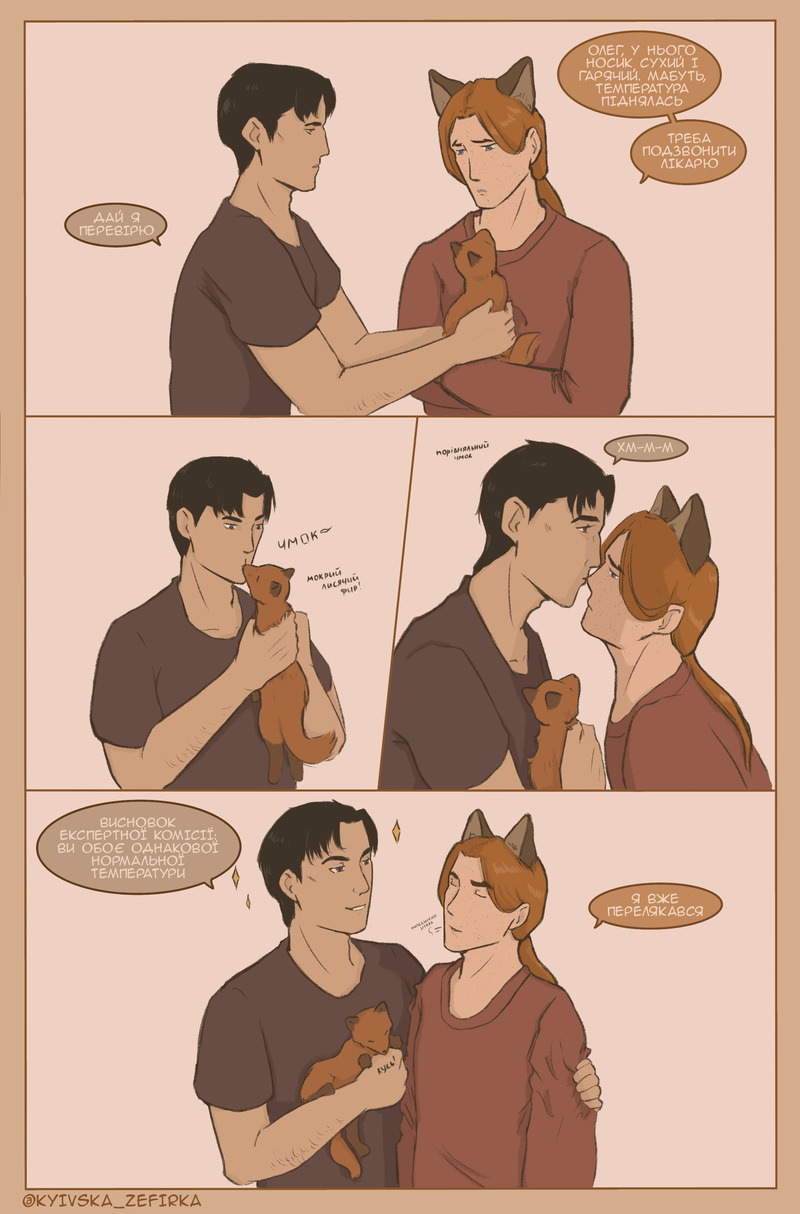 ОЛЕГ, У НЬОГО
НОСИК СУХИЙ І
ГАРЯЧИЙ. МАБУТЬ,
ТЕМПЕРАТУРА
ПІДНЯЛАСЬ
ТРЕБА
ПОДЗВОНИТИ
ЛІКАРЮ
ДАЙ Я
ПЕРЕВІРЮ
ЧМОК~
МОКРИЙ
ЛИСЯЧИЙ
ФИР!
ПОРІВНЯЛЬНИЙ
ЧМОК
ХМ-М-М
ВИСНОВОК
ЕКСПЕРТНОЇ КОМІСІЇ:
ВИ ОБОЄ ОДНАКОВОЇ
НОРМАЛЬНОЇ
ТЕМПЕРАТУРИ
Я ВЖЕ
ПЕРЕЛЯКАВСЯ
КУСЬ!
@KYIVSKA_ZEFIRKA